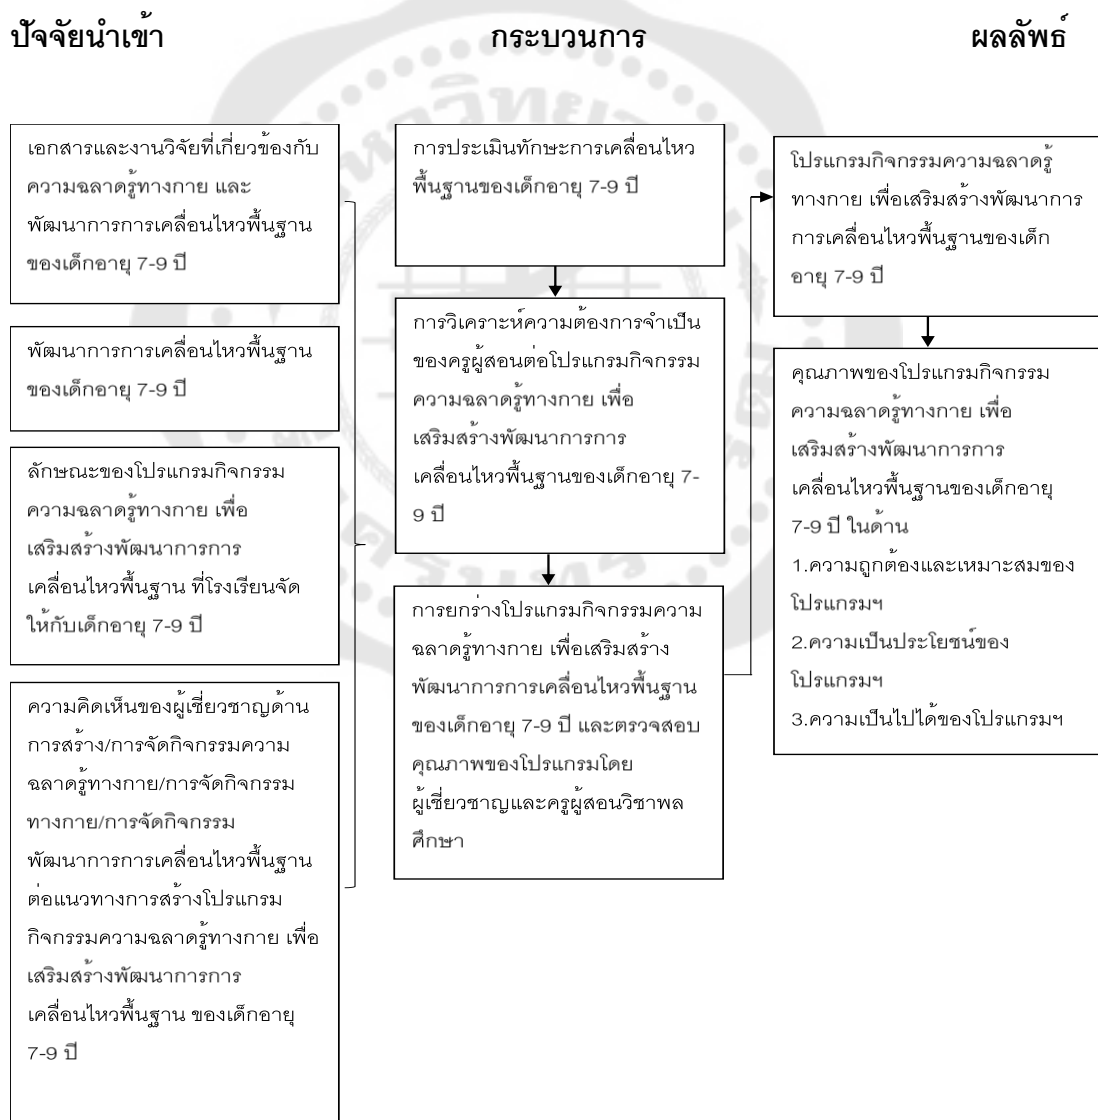 ปัจจัยนำเข้า
กระบวนการ
ผลลัพธ์
เอกสารและงานวิจัยที่เกี่ยวข้องกับ
ความฉลาดรู้ทางกาย และ
พัฒนาการการเคลื่อนไหวพื้นฐาน
ของเด็กอายุ 7-9 ปี
พัฒนาการการเคลื่อนไหวพื้นฐาน
ของเด็กอายุ 7-9 ปี
ลักษณะของโปรแกรมกิจกรรม
ความฉลาดรู้ทางกาย เพื่อ
เสริมสร้างพัฒนาการการ
เคลื่อนไหวพื้นฐาน ที่โรงเรียนจัด
ให้กับเด็กอายุ 7-9 ปี
ความคิดเห็นของผู้เชี่ยวชาญด้าน
การสร้าง/การจัดกิจกรรมความ
ฉลาดรู้ทางกาย/การจัดกิจกรรม
ทางกาย/การจัดกิจกรรม
พัฒนาการการเคลื่อนไหวพื้นฐาน
ต่อแนวทางการสร้างโปรแกรม
กิจกรรมความฉลาดรู้ทางกาย เพื่อ
เสริมสร้างพัฒนาการการ
เคลื่อนไหวพื้นฐาน ของเด็กอายุ
7-9 ปี
การประเมินทักษะการเคลื่อนไหว
พื้นฐานของเด็กอายุ 7-9 ปี
การวิเคราะห์ความต้องการจำเป็น
ของครูผู้สอนต่อโปรแกรมกิจกรรม
ความฉลาดรู้ทางกาย เพื่อ
เสริมสร้างพัฒนาการการ
เคลื่อนไหวพื้นฐานของเด็กอายุ 7-
9 ปี
การยกร่างโปรแกรมกิจกรรมความ
ฉลาดรู้ทางกาย เพื่อเสริมสร้าง
พัฒนาการการเคลื่อนไหวพื้นฐาน
ของเด็กอายุ 7-9 ปี และตรวจสอบ
คุณภาพของโปรแกรมโดย
ผู้เชี่ยวชาญและครูผู้สอนวิชาพล
ศึกษา
โปรแกรมกิจกรรมความฉลาดรู้
ทางกาย เพื่อเสริมสร้างพัฒนาการ
การเคลื่อนไหวพื้นฐานของเด็ก
อายุ 7-9 ปี
คุณภาพของโปรแกรมกิจกรรม
ความฉลาดรู้ทางกาย เพื่อ
เสริมสร้างพัฒนาการการ
เคลื่อนไหวพื้นฐานของเด็กอายุ
7-9 ปี ในด้าน
1.ความถูกต้องและเหมาะสมของ
โปรแกรมฯ
2.ความเป็นประโยชน์ของ
โปรแกรมฯ
3.ความเป็นไปได้ของโปรแกรมฯ